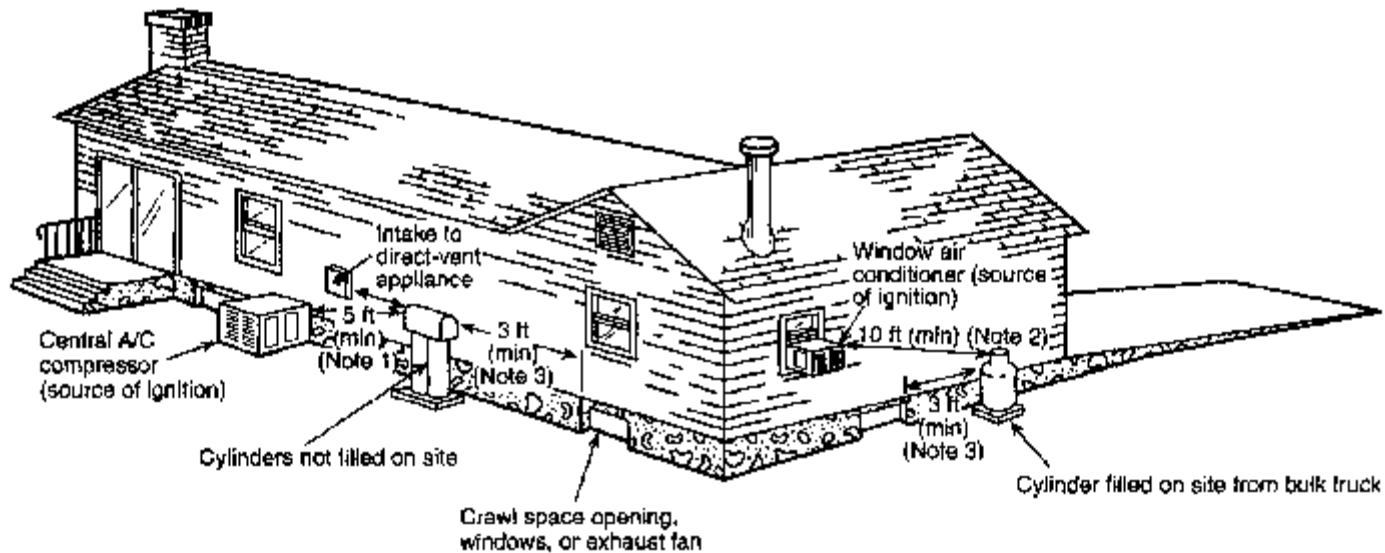 Intake to
direct-vent
appliance
Window air
conditioner (source
of ignition)
5 ft
(min)
(Note 1)
3 ft
(min)
(Note 3)
10 ft (min) (Note 2)
Central A/C
compressor
(source of ignition)
3 ft
(min)
(Note 3)
Cylinders not filled on site
Cylinder filled on site from bulk truck
Crawl space opening,
windows, or exhaust fan